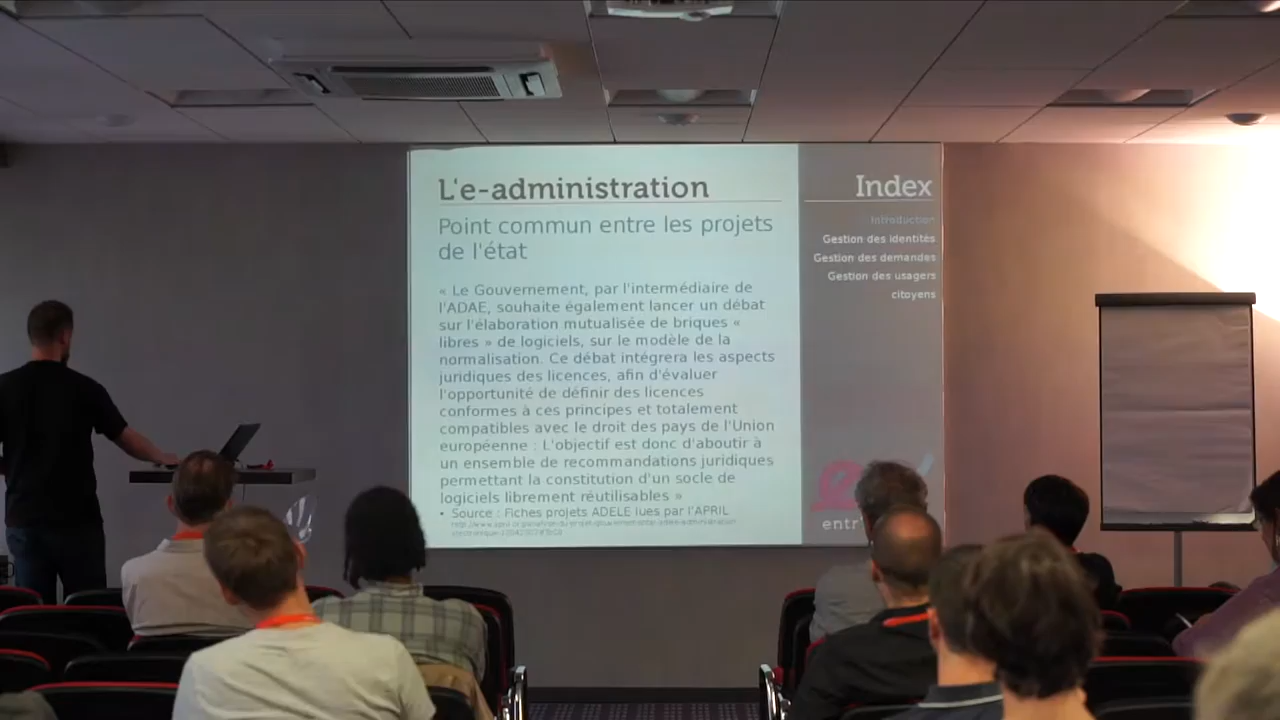 L'e-administration
Point commun entre les projets
de l'état
« Le Gouvernement, par l'intermédiaire de
l'ADAE, souhaite également lancer un débat
sur l'élaboration mutualisée de briques «
libres » de logiciels, sur le modèle de la
normalisation. Ce débat intégrera les aspects
juridiques des licences, afin d'évaluer
l'opportunité de définir des licences
conformes à ces principes et totalement
compatibles avec le droit des pays de l'Union
européenne : L'objectif est donc d'aboutir à
un ensemble de recommandations juridiques
permettant la constitution d'un socle de
logiciels librement réutilisables »
• Source : Fiches projets ADELE lues par l'APRIL
Index
Introduction
Gestion des identités
Gestion des demandes
Gestion des usagers
citoyens